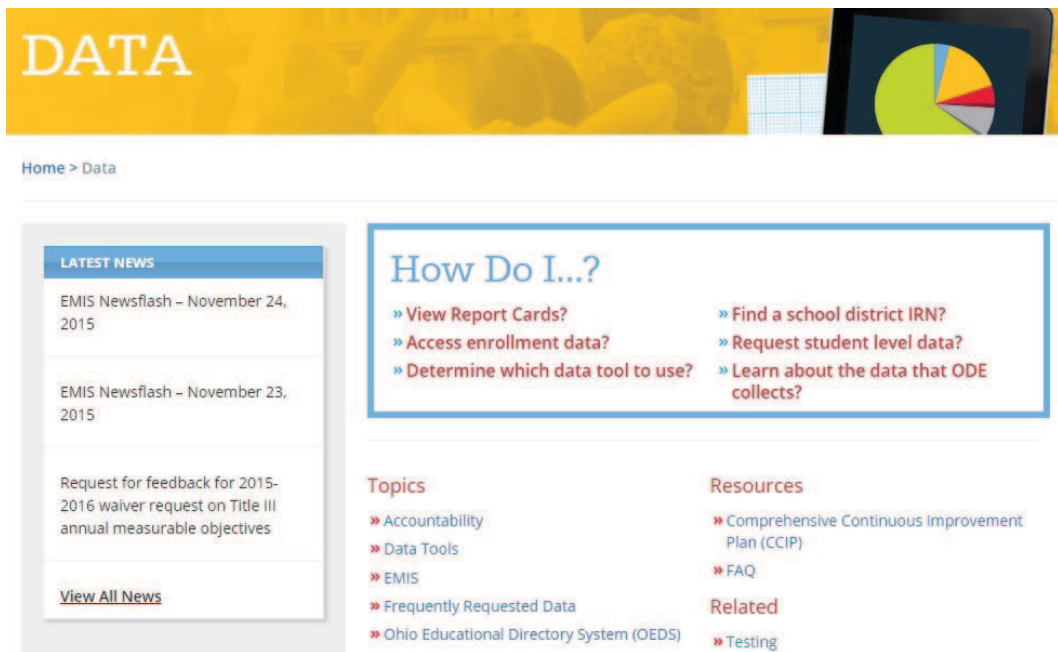 DATA
Home > Data
LATEST NEWS
EMIS Newsflash – November 24,
2015
EMIS Newsflash – November 23,
2015
Request for feedback for 2015-
2016 waiver request on Title III
annual measurable objectives
View All News
How Do I...?
» View Report Cards?
» Access enrollment data?
» Determine which data tool to use?
» Find a school district IRN?
» Request student level data?
» Learn about the data that ODE
collects?
Topics
» Accountability
» Data Tools
» EMIS
» Frequently Requested Data
» Ohio Educational Directory System (OEDS)
Resources
» Comprehensive Continuous Improvement
Plan (CCIP)
» FAQ
Related
» Testing